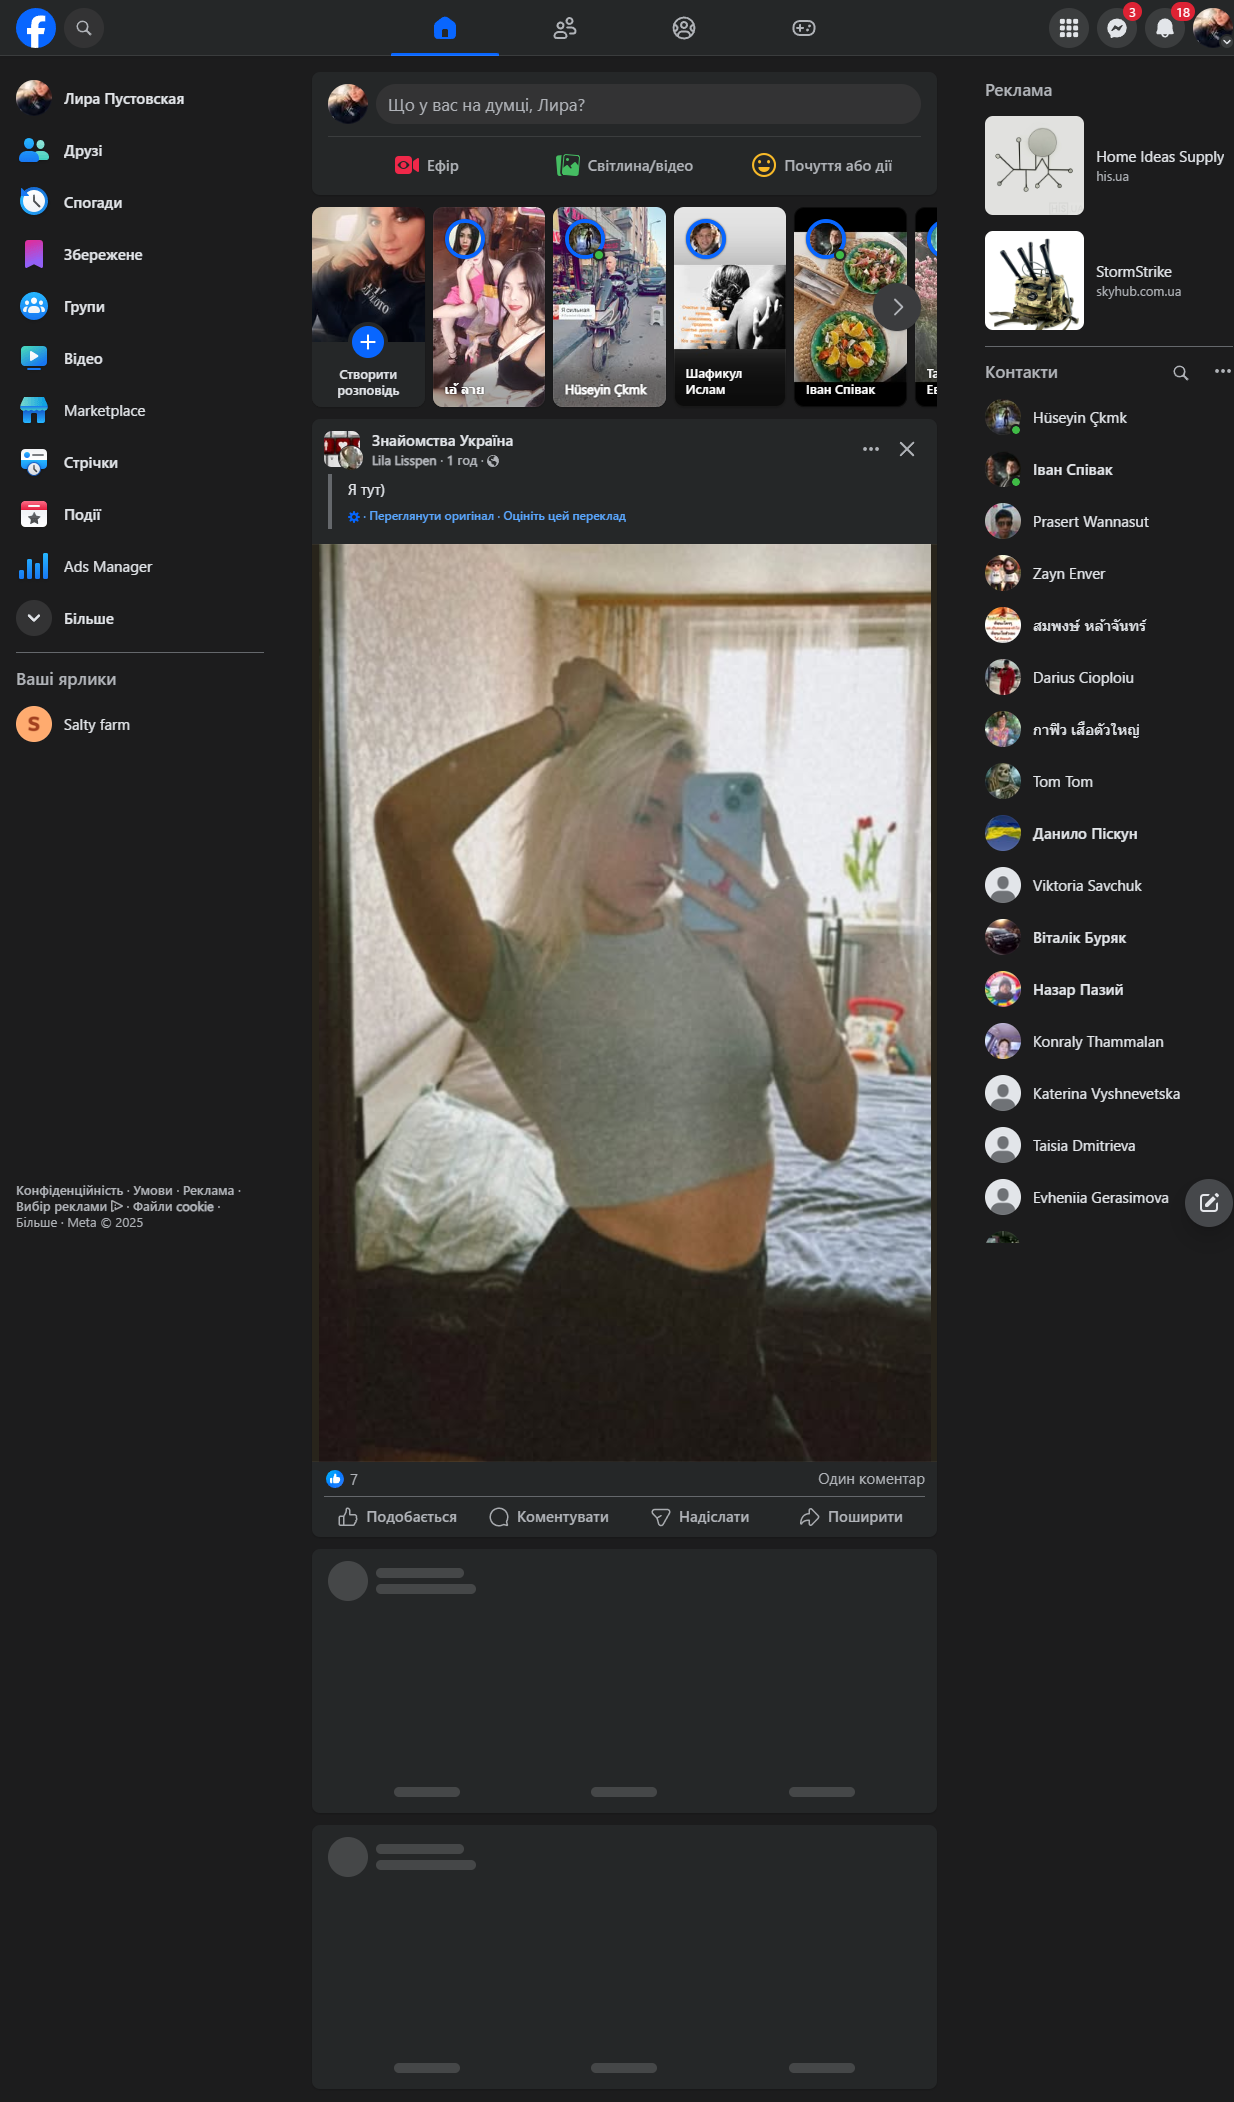 3
18
Лира Пустовская
Друзі
Спогади
Збережене
Групи
Відео
Marketplace
Стрічки
Події
Ads Manager
Більше
Ваші ярлики
S
Salty farm
Конфіденційність · Умови · Реклама ·
Вибір реклами · Файли cookie ·
Більше · Meta © 2025
Що у вас на думці, Лира?
Ефір
Світлина/відео
Почуття або дії
Створити
розповідь
เอ้ ลาย
Я сильная
Hüseyin Çkmk
Шафикул
Ислам
Іван Співак
Знайомства Україна
Lila Lisspen · 1 год ·
Я тут)
· Переглянути оригінал · Оцініть цей переклад
7
Один коментар
Подобається
Коментувати
Надіслати
Поширити
Реклама
Home Ideas Supply
his.ua
StormStrike
skyhub.com.ua
Контакти
Hüseyin Çkmk
Іван Співак
Prasert Wannasut
Zayn Enver
สมพงษ์ หล้าจันทร์
Darius Cioploiu
กาฟิว เสือตัวใหญ่
Tom Tom
Данило Піскун
Viktoria Savchuk
Віталік Буряк
Назар Пазий
Konraly Thammalan
Katerina Vyshnevetska
Taisia Dmitrieva
Evheniia Gerasimova